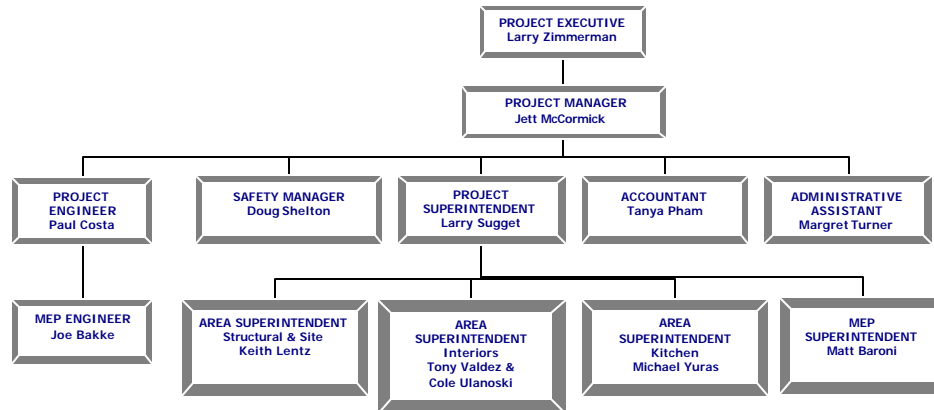 PROJECT EXECUTIVE
Larry Zimmerman
PROJECT MANAGER
Jett McCormick
PROJECT
ENGINEER
Paul Costa
SAFETY MANAGER
Doug Shelton
PROJECT
SUPERINTENDENT
Larry Sugget
ACCOUNTANT
Tanya Pham
ADMINISTRATIVE
ASSISTANT
Margret Turner
MEP ENGINEER
Joe Bakke
AREA SUPERINTENDENT
Structural & Site
Keith Lentz
AREA
SUPERINTENDENT
Interiors
Tony Valdez &
Cole Ulanoski
AREA
SUPERINTENDENT
Kitchen
Michael Yuras
MEP
SUPERINTENDENT
Matt Baroni